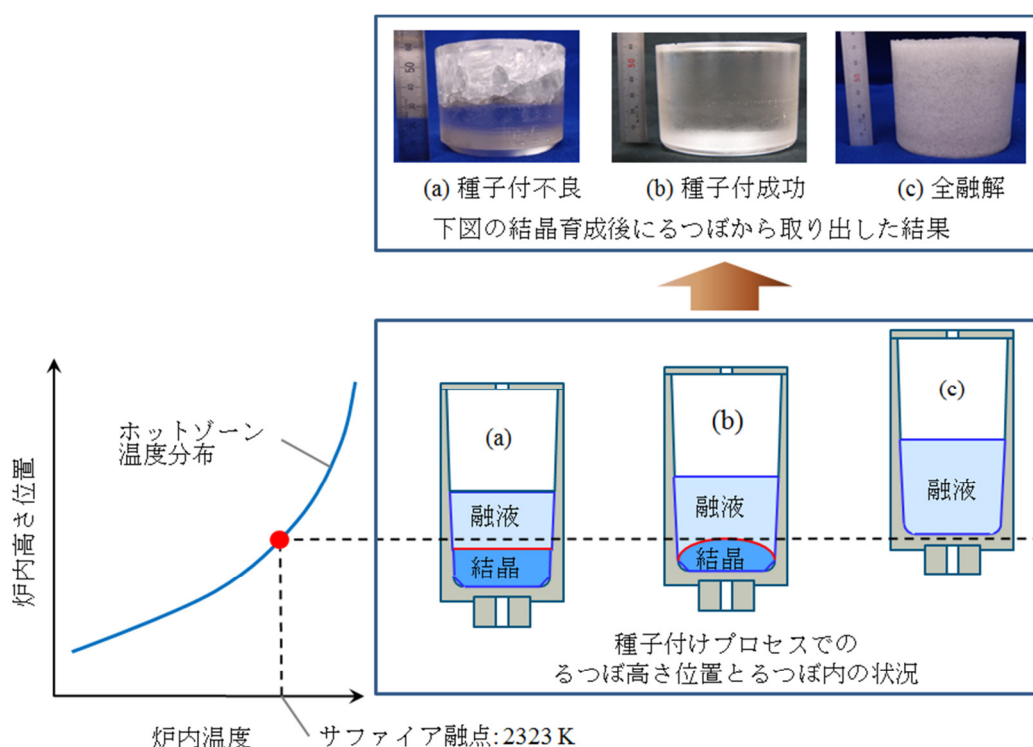 (a) 種子付不良
(b) 種子付成功
(c) 全融解
下図の結晶育成後にるつぼから取り出した結果
炉内高さ位置
ホットゾーン
温度分布
(a)
融液
結晶
(b)
融液
結晶
(c)
融液
種子付けプロセスでの
るつぼ高さ位置とるつぼ内の状況
炉内温度
サファイア融点: 2323 K